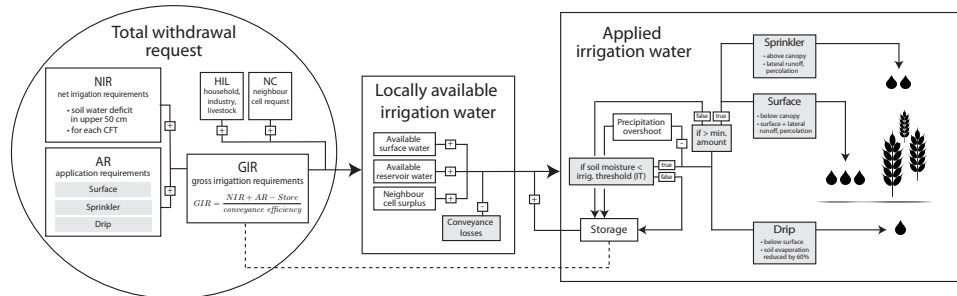 Total withdrawal
request
NIR
net irrigation requirements
• soil water deficit
in upper 50 cm
• for each CFT
AR
application requirements
Surface
Sprinkler
Drip
+
+
HIL
household,
industry,
livestock
NC
neighbour
cell request
+
+
GIR
gross irrigattion requirements
GIR = NIR + AR − Store
conveyance efficiency
Locally available
irrigation water
Available
surface water
+
Available
reservoir water
+
Neighbour
cell surplus
+
-
Conveyance
losses
+
Applied
irrigation water
Precipitation
overshoot
-
if soil moisture <
irrig. threshold (IT)
true
false
Storage
false
true
if > min.
amount
Sprinkler
• above canopy
• lateral runoff,
percolation
Surface
• below canopy
• surface + lateral
runoff, percolation
Drip
• below surface
• soil evaporation
reduced by 60%